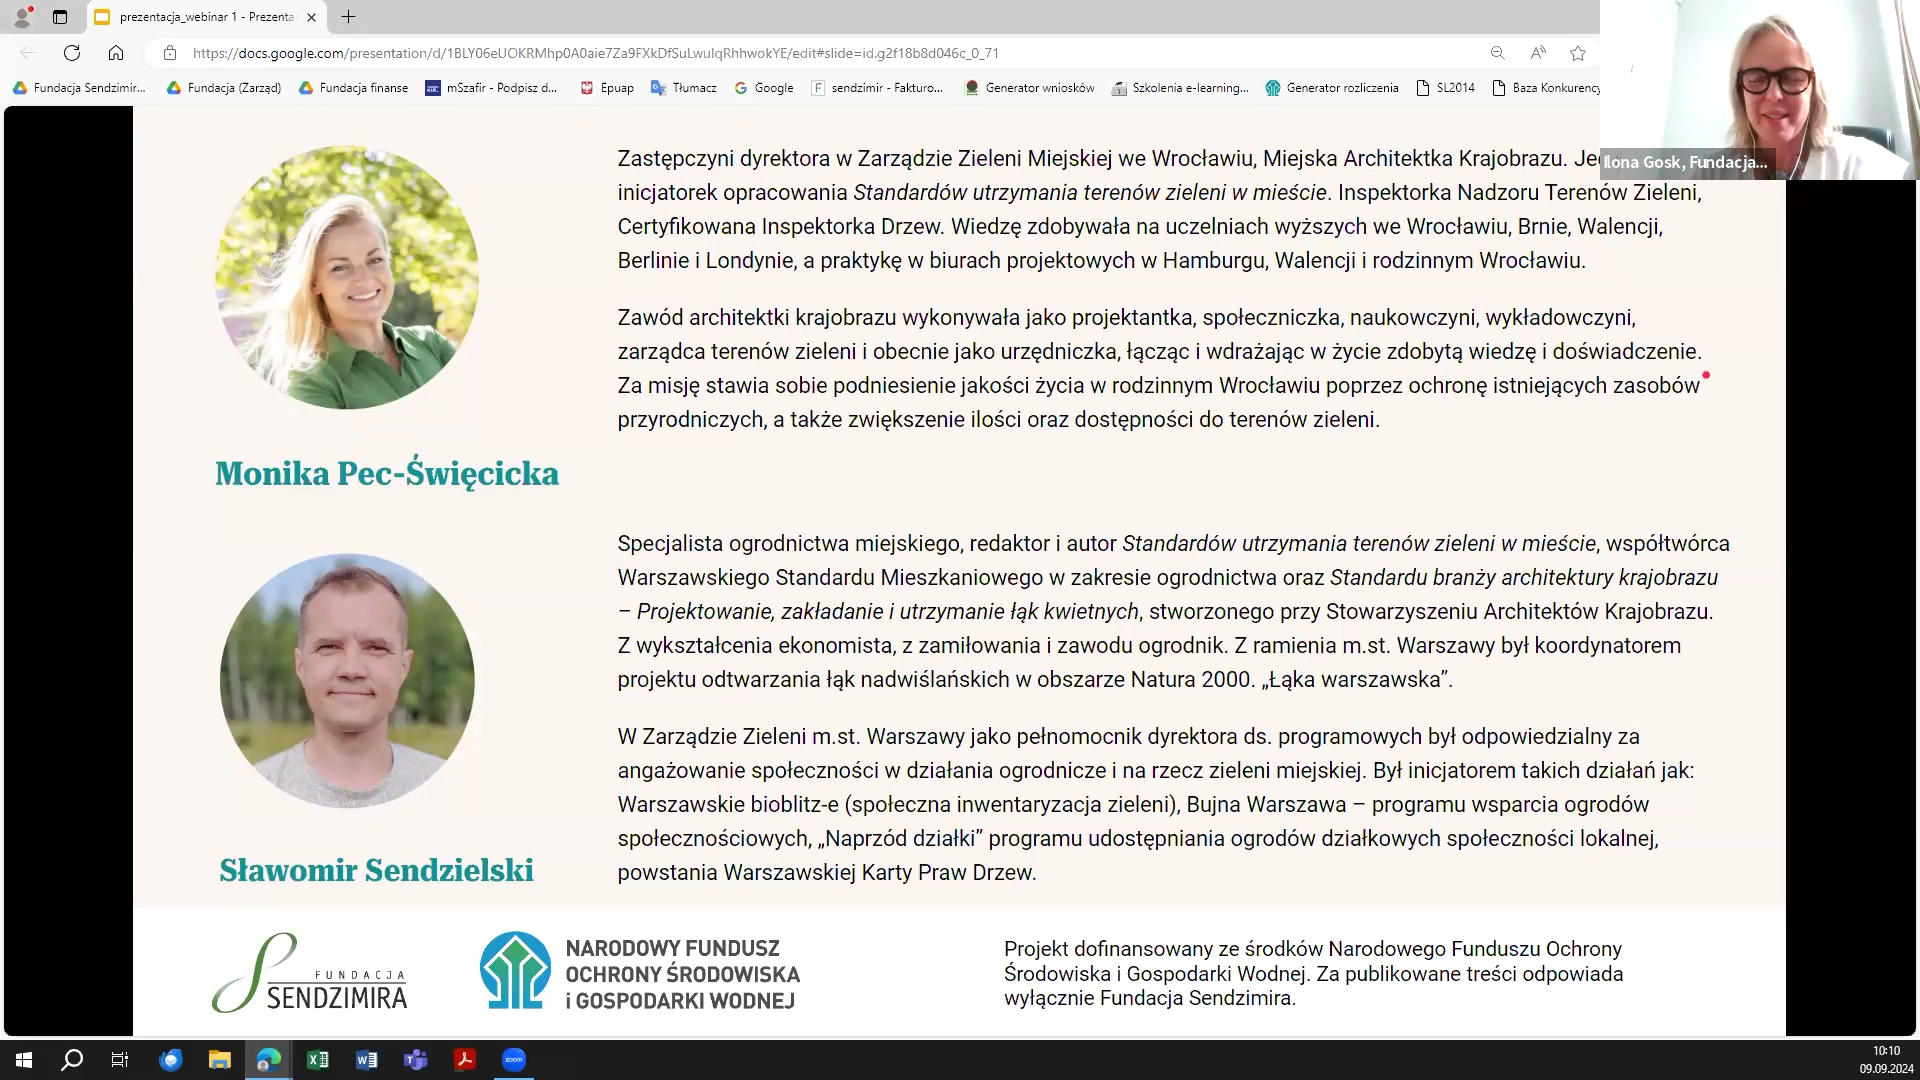 prezentacja_webinar 1 - Prezenta
https://docs.google.com/presentation/d/1BLY06eUOKRMhp0A0aie7Za9FXkDfSuLwuIqRhhwokYE/edit#slide=id.g2f18b8d046c_0_71
Fundacja Sendzimir... Fundacja (Zarząd) Fundacja finanse mSzafir - Podpisz d... Epuap Tłumacz Google sendzimir - Fakturo... Generator wniosków Szkolenia e-learning... Generator rozliczenia SL2014 Baza Konkurency
Ilona Gosk, Fundacja...
Zastępczyni dyrektora w Zarządzie Zieleni Miejskiej we Wrocławiu, Miejska Architektka Krajobrazu.
inicjatorek opracowania Standardów utrzymania terenów zieleni w mieście. Inspektorka Nadzoru Terenów Zieleni,
Certyfikowana Inspektorka Drzew. Wiedzę zdobywała na uczelniach wyższych we Wrocławiu, Brnie, Walencji,
Berlinie i Londynie, a praktykę w biurach projektowych w Hamburgu, Walencji i rodzinnym Wrocławiu.
Zawód architektki krajobrazu wykonywała jako projektantka, społeczniczka, naukowczyni, wykładowczyni,
zarządca terenów zieleni i obecnie jako urzędniczka, łącząc i wdrażając w życie zdobytą wiedzę i doświadczenie.
Za misję stawia sobie podniesienie jakości życia w rodzinnym Wrocławiu poprzez ochronę istniejących zasobów
przyrodniczych, a także zwiększenie ilości oraz dostępności do terenów zieleni.
Monika Pec-Święcicka
Specjalista ogrodnictwa miejskiego, redaktor i autor Standardów utrzymania terenów zieleni w mieście, współtwórca
Warszawskiego Standardu Mieszkaniowego w zakresie ogrodnictwa oraz Standardu branży architektury krajobrazu
– Projektowanie, zakładanie i utrzymanie łąk kwietnych, stworzonego przy Stowarzyszeniu Architektów Krajobrazu.
Z wykształcenia ekonomista, z zamiłowania i zawodu ogrodnik. Z ramienia m.st. Warszawy był koordynatorem
projektu odtwarzania łąk nadwiślańskich w obszarze Natura 2000. „Łąka warszawska”.
W Zarządzie Zieleni m.st. Warszawy jako pełnomocnik dyrektora ds. programowych był odpowiedzialny za
angażowanie społeczności w działania ogrodnicze i na rzecz zieleni miejskiej. Był inicjatorem takich działań jak:
Warszawskie bioblitz-e (społeczna inwentaryzacja zieleni), Bujna Warszawa – programu wsparcia ogrodów
społecznościowych, „Naprzód działki” programu udostępniania ogrodów działkowych społeczności lokalnej,
powstania Warszawskiej Karty Praw Drzew.
Sławomir Sendzielski
FUNDACJA
SENDZIMIRA
NARODOWY FUNDUSZ
OCHRONY ŚRODOWISKA
i GOSPODARKI WODNEJ
Projekt dofinansowany ze środków Narodowego Funduszu Ochrony
Środowiska i Gospodarki Wodnej. Za publikowane treści odpowiada
wyłącznie Fundacja Sendzimira.
zoom
10:10
09.09.2024